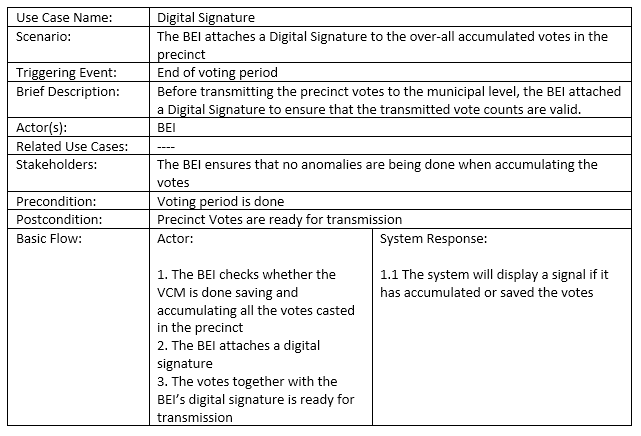 Use Case Name: Digital Signature
Scenario: The BEI attaches a Digital Signature to the over-all accumulated votes in the
precinct
Triggering Event: End of voting period
Brief Description: Before transmitting the precinct votes to the municipal level, the BEI attached
a Digital Signature to ensure that the transmitted vote counts are valid.
Actor(s): BEI
Related Use Cases: ----
Stakeholders: The BEI ensures that no anomalies are being done when accumulating the
votes
Precondition: Voting period is done
Postcondition: Precinct Votes are ready for transmission
Basic Flow:
Actor:
1. The BEI checks whether the
VCM is done saving and
accumulating all the votes casted
in the precinct
2. The BEI attaches a digital
signature
3. The votes together with the
BEI's digital signature is ready for
transmission
System Response:
1.1 The system will display a signal if it
has accumulated or saved the votes